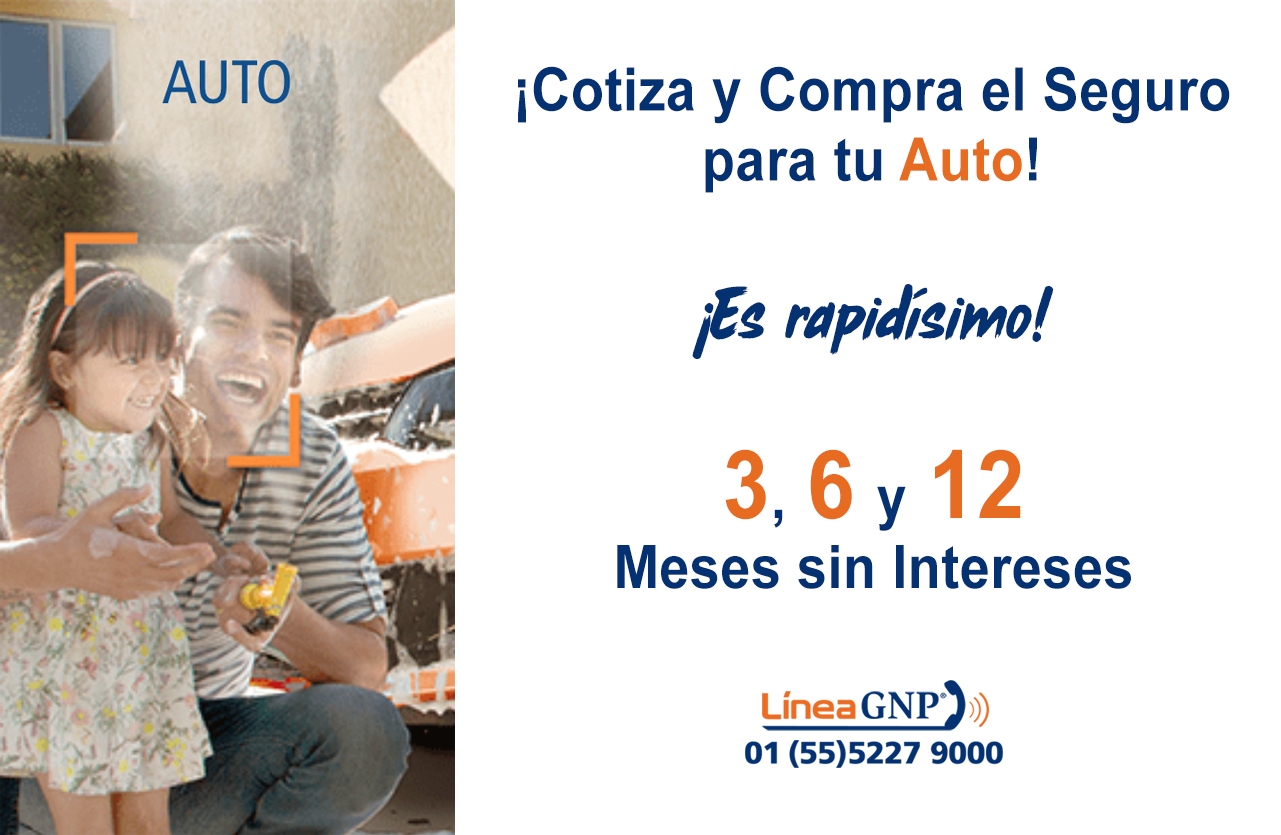 AUTO
¡Cotiza y Compra el Seguro
para tu Auto!
¡Es rapidísimo!
3, 6 y 12
Meses sin Intereses
LíneaGNP®
01 (55)5227 9000